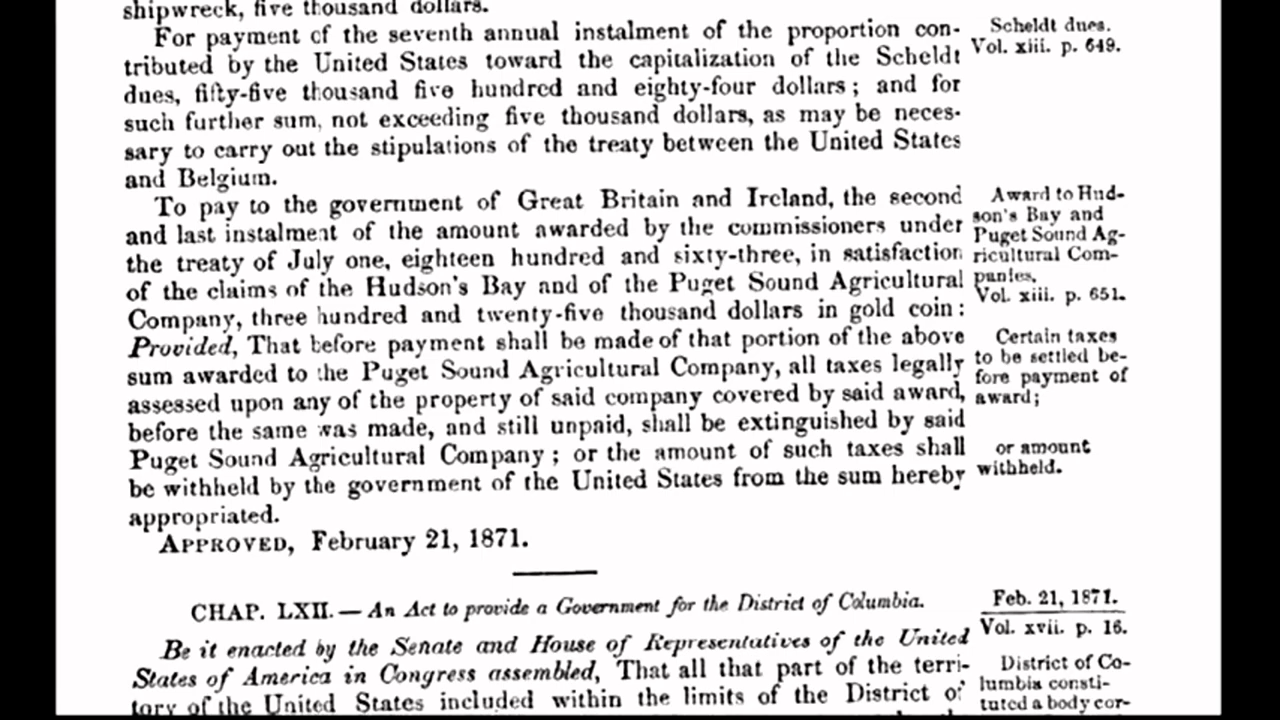 shipwreck, five thousand dollars.
For payment of the seventh annual instalment of the proportion con-
tributed by the United States toward the capitalization of the Scheldt
dues, fifty-five thousand five hundred and eighty-four dollars; and for
such further sum, not exceeding five thousand dollars, as may be neces-
sary to carry out the stipulations of the treaty between the United States
and Belgium.
Scheldt dues.
Vol. xiii. p. 649.
To pay to the government of Great Britain and Ireland, the second
and last instalment of the amount awarded by the commissioners under
the treaty of July one, eighteen hundred and sixty-three, in satisfaction
of the claims of the Hudson's Bay and of the Puget Sound Agricultural
Company, three hundred and twenty-five thousand dollars in gold coin:
Provided, That before payment shall be made of that portion of the above
sum awarded to the Puget Sound Agricultural Company, all taxes legally
assessed upon any of the property of said company covered by said award,
before the same was made, and still unpaid, shall be extinguished by said
Puget Sound Agricultural Company; or the amount of such taxes shall
be withheld by the government of the United States from the sum hereby
appropriated.
Award to Hud-
son's Bay and
Puget Sound Ag-
ricultural Com-
panies.
Vol. xiii. p. 651.
Certain taxes
to be settled be-
fore payment of
award;
or amount
withheld.
APPROVED, February 21, 1871.
CHAP. LXII.— An Act to provide a Government for the District of Columbia.
Feb. 21, 1871.
Vol. xvii. p. 16.
Be it enacted by the Senate and House of Representatives of the United
States of America in Congress assembled, That all that part of the terri-
tory of the United States included within the limits of the District of
District of Co-
lumbia consti-
tuted a body cor-